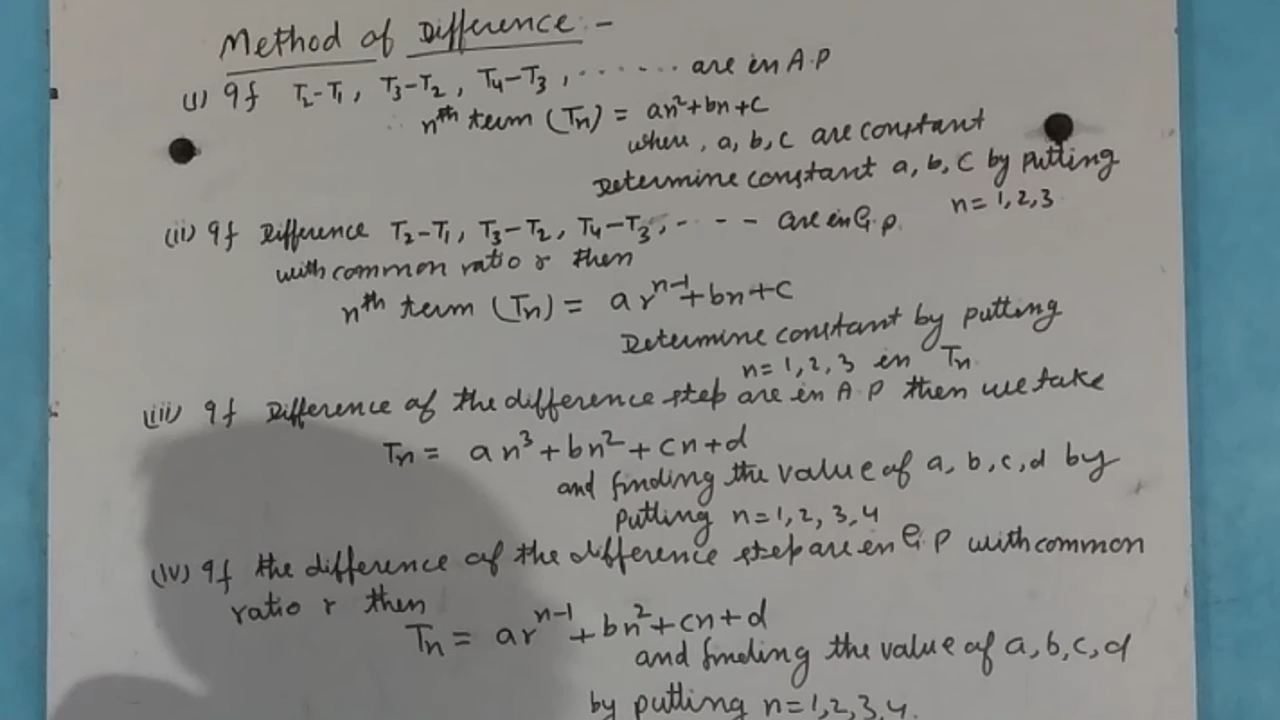 Method of Difference :-
(i) If T₂-T₁, T₃-T₂, T₄-T₃, ....... are in A.P
nᵗʰ term (Tₙ) = an²+bn+c
where, a, b, c are constant
Determine constant a, b, c by putting
n=1,2,3
(ii) If Difference T₂-T₁, T₃-T₂, T₄-T₃, - - - - are in G.P.
with common ratio r then
nᵗʰ term (Tₙ) = arⁿ⁻¹+bn+c
Determine constant by putting
n=1,2,3 in Tₙ.
(iii) If Difference of the difference step are in A.P then we take
Tₙ = an³+bn²+cn+d
and finding the value of a, b, c, d by
putting n=1, 2, 3, 4
(iv) If the difference of the difference step are in G.P with common
ratio r then
Tₙ = arⁿ⁻¹+bn²+cn+d
and finding the value of a, b, c, d
by putting n=1,2,3,4.